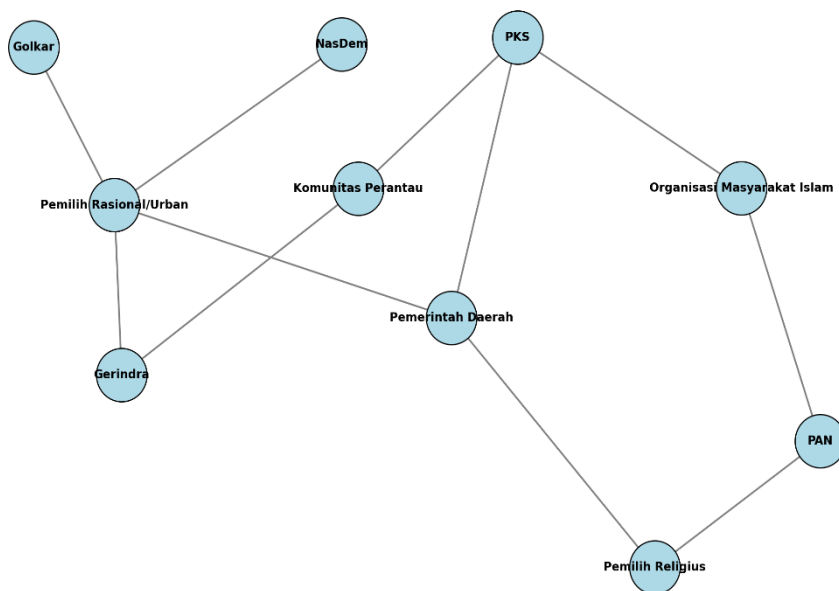 Golkar
NasDem
PKS
Komunitas Perantau
Organisasi Masyarakat Islam
Pemilih Rasional/Urban
Pemerintah Daerah
Gerindra
PAN
Pemilih Religius